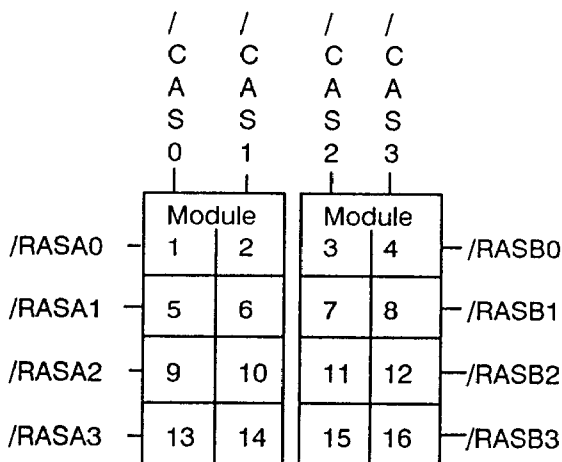 /CAS0 /CAS1 /CAS2 /CAS3
Module Module
/RASA0 1 2 3 4 /RASB0
/RASA1 5 6 7 8 /RASB1
/RASA2 9 10 11 12 /RASB2
/RASA3 13 14 15 16 /RASB3